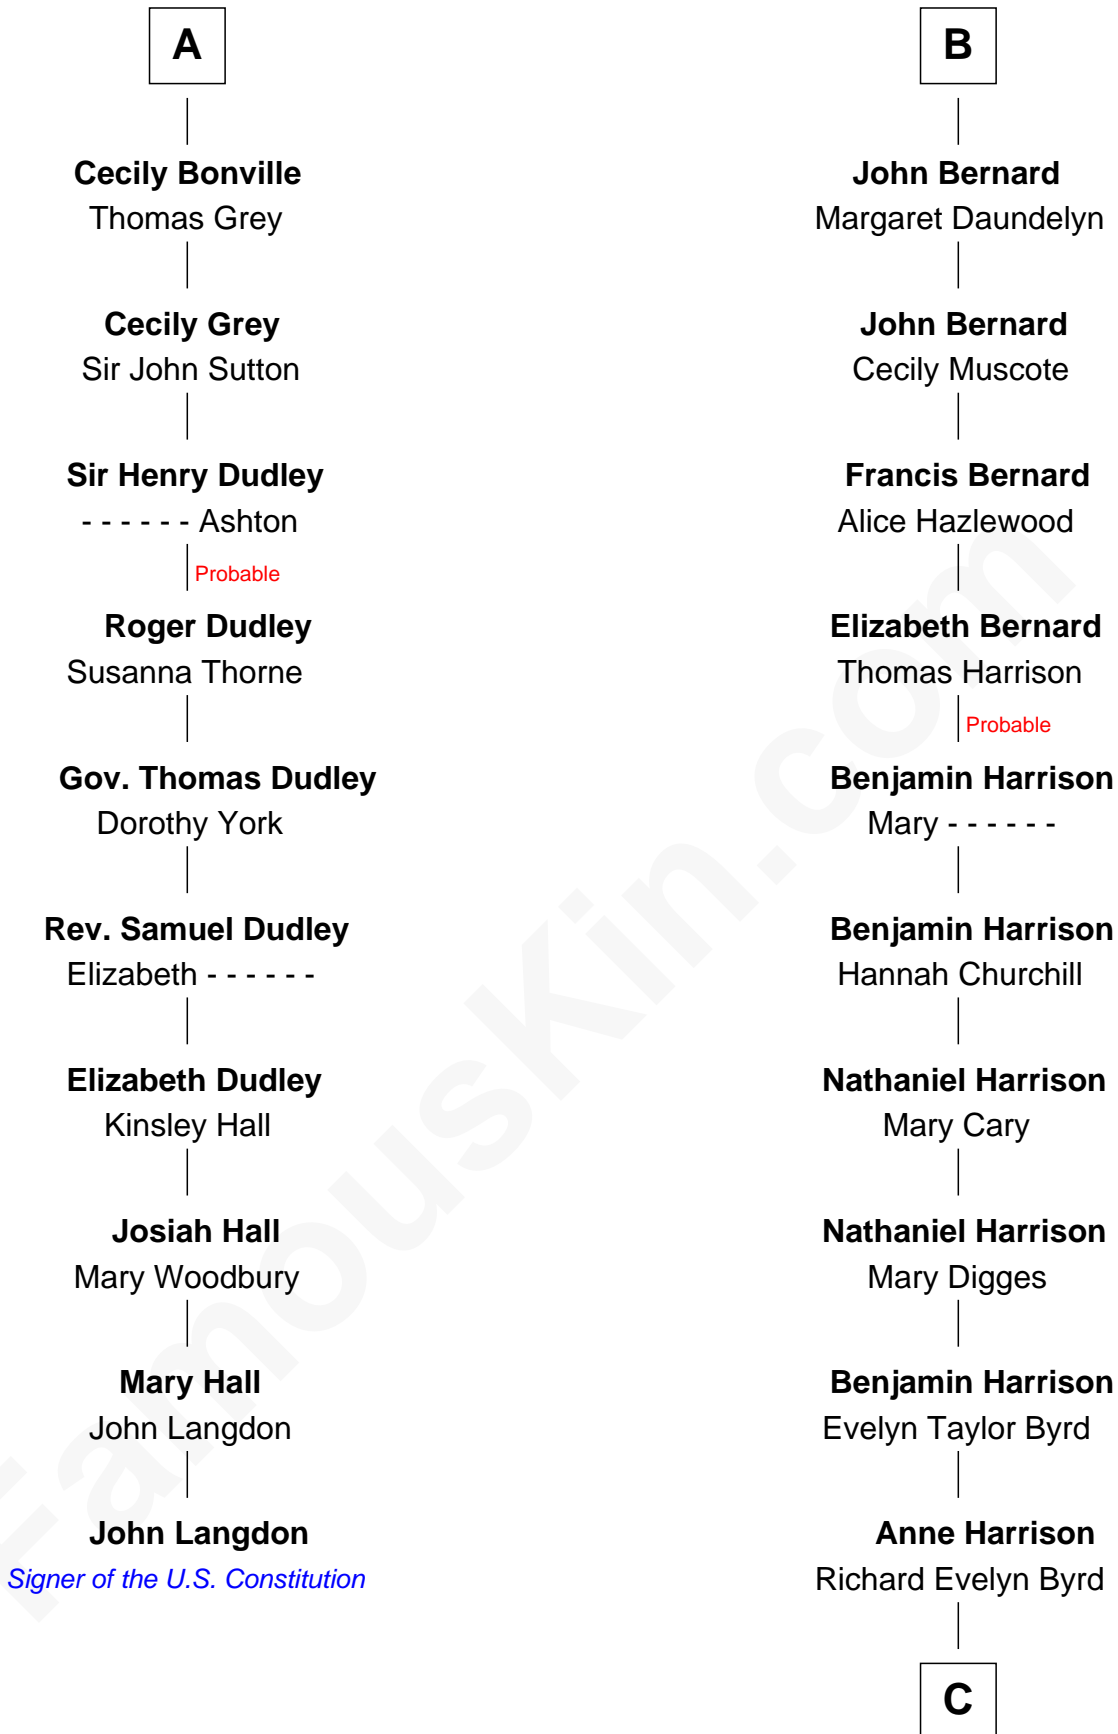 A
Cecily Bonville
Thomas Grey
Cecily Grey
Sir John Sutton
Sir Henry Dudley
- - - - - - Ashton
Probable
Roger Dudley
Susanna Thorne
Gov. Thomas Dudley
Dorothy York
Rev. Samuel Dudley
Elizabeth - - - - - -
Elizabeth Dudley
Kinsley Hall
Josiah Hall
Mary Woodbury
Mary Hall
John Langdon
John Langdon
Signer of the U.S. Constitution
B
John Bernard
Margaret Daundelyn
John Bernard
Cecily Muscote
Francis Bernard
Alice Hazlewood
Elizabeth Bernard
Thomas Harrison
Probable
Benjamin Harrison
Mary - - - - - -
Benjamin Harrison
Hannah Churchill
Nathaniel Harrison
Mary Cary
Nathaniel Harrison
Mary Digges
Benjamin Harrison
Evelyn Taylor Byrd
Anne Harrison
Richard Evelyn Byrd
C
FamousKin.com